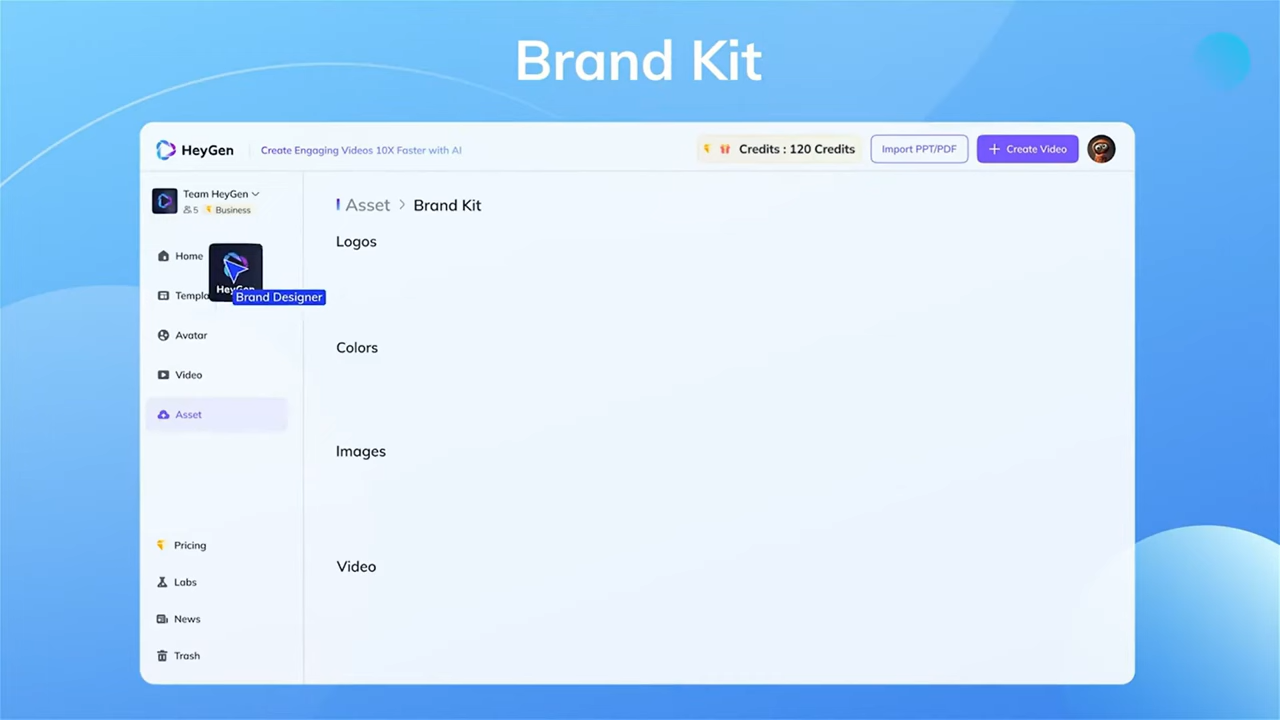 Brand Kit
HeyGen
Create Engaging Videos 10X Faster with AI
Credits : 120 Credits
Import PPT/PDF
+ Create Video
Team HeyGen
5 Business
Asset > Brand Kit
Logos
Home
HeyGen
Brand Designer
Avatar
Colors
Video
Asset
Images
Pricing
Video
Labs
News
Trash